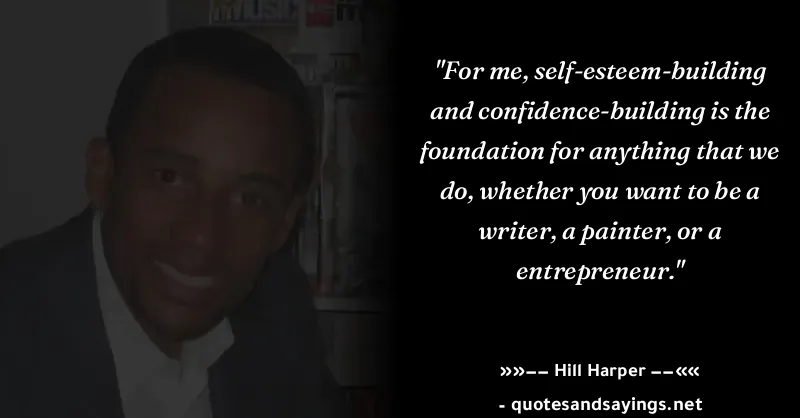 MUSIC
"For me, self-esteem-building
and confidence-building is the
foundation for anything that we
do, whether you want to be a
writer, a painter, or a
entrepreneur."
»»–– Hill Harper ––««
- quotesandsayings.net